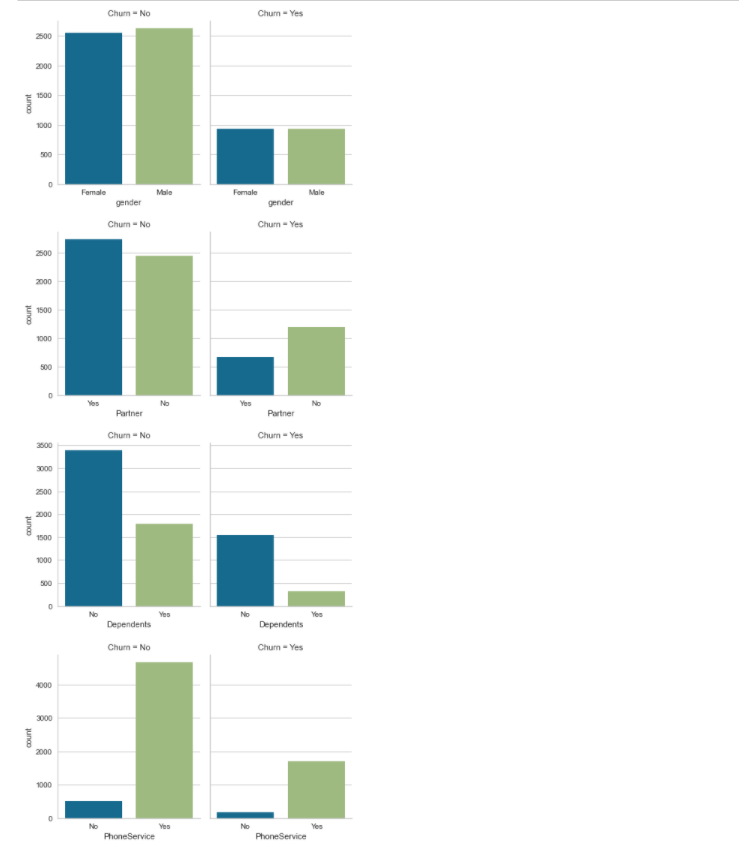 Churn = No Churn = Yes
2500
2000
1500
1000
500
0
count
Female Male Female Male
gender gender
Churn = No Churn = Yes
2500
2000
1500
1000
500
0
count
Yes No Yes No
Partner Partner
Churn = No Churn = Yes
3500
3000
2500
2000
1500
1000
500
0
count
No Yes No Yes
Dependents Dependents
Churn = No Churn = Yes
4000
3000
2000
1000
0
count
No Yes No Yes
PhoneService PhoneService